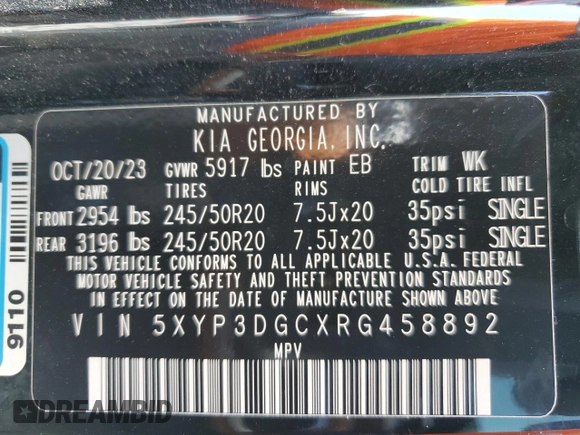 MANUFACTURED BY
KIA GEORGIA, INC.
OCT/20/23 GVWR 5917 lbs PAINT EB TRIM WK
GAWR TIRES RIMS COLD TIRE INFL
FRONT 2954 lbs 245/50R20 7.5Jx20 35psi SINGLE
REAR 3196 lbs 245/50R20 7.5Jx20 35psi SINGLE
THIS VEHICLE CONFORMS TO ALL APPLICABLE U.S.A. FEDERAL
MOTOR VEHICLE SAFETY AND THEFT PREVENTION STANDARDS
IN EFFECT ON THE DATE OF MANUFACTURE SHOWN ABOVE.
VIN 5XYP3DGCXRG458892
MPV
9110
DREAMBID